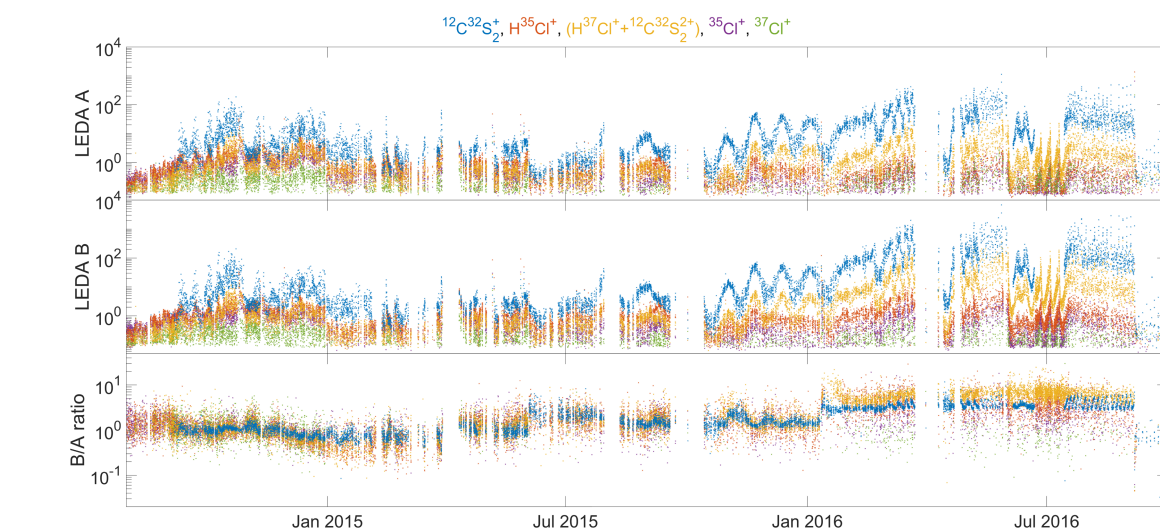 ¹²C³²S₂⁺, H³⁵Cl⁺, (H³⁷Cl⁺+¹²C³²S₂²⁺), ³⁵Cl⁺, ³⁷Cl⁺
10⁴
LEDA A
10²
10⁰
10⁴
LEDA B
10²
10⁰
B/A ratio
10¹
10⁰
10⁻¹
Jan 2015 Jul 2015 Jan 2016 Jul 2016